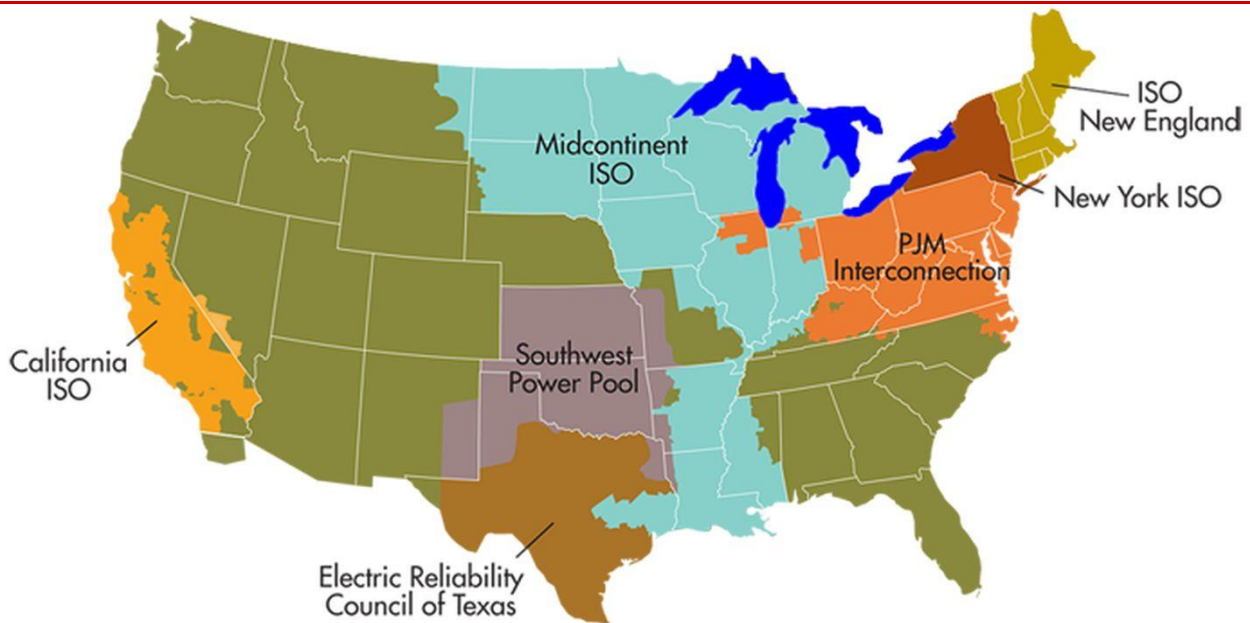 ISO
New England
Midcontinent
ISO
New York ISO
PJM
Interconnection
California
ISO
Southwest
Power Pool
Electric Reliability
Council of Texas